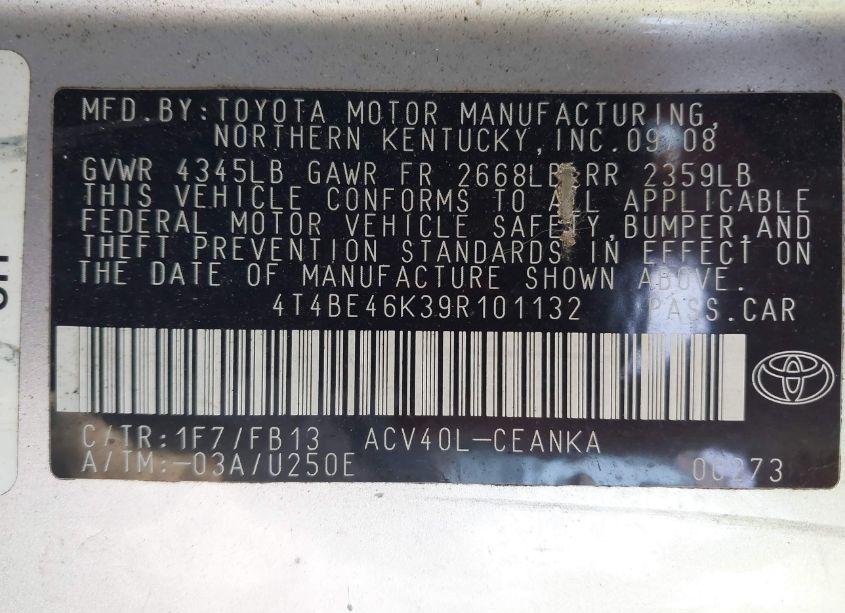 MFD.BY:TOYOTA MOTOR MANUFACTURING,
NORTHERN KENTUCKY,INC.09/08
GVWR 4345LB GAWR FR 2668LB RR 2359LB
THIS VEHICLE CONFORMS TO ALL APPLICABLE
FEDERAL MOTOR VEHICLE SAFETY,BUMPER,AND
THEFT PREVENTION STANDARDS IN EFFECT ON
THE DATE OF MANUFACTURE SHOWN ABOVE.
4T4BE46K39R101132 PASS.CAR
C/TR:1F7/FB13 ACV40L-CEANKA
A/TM:-03A/U250E 00273